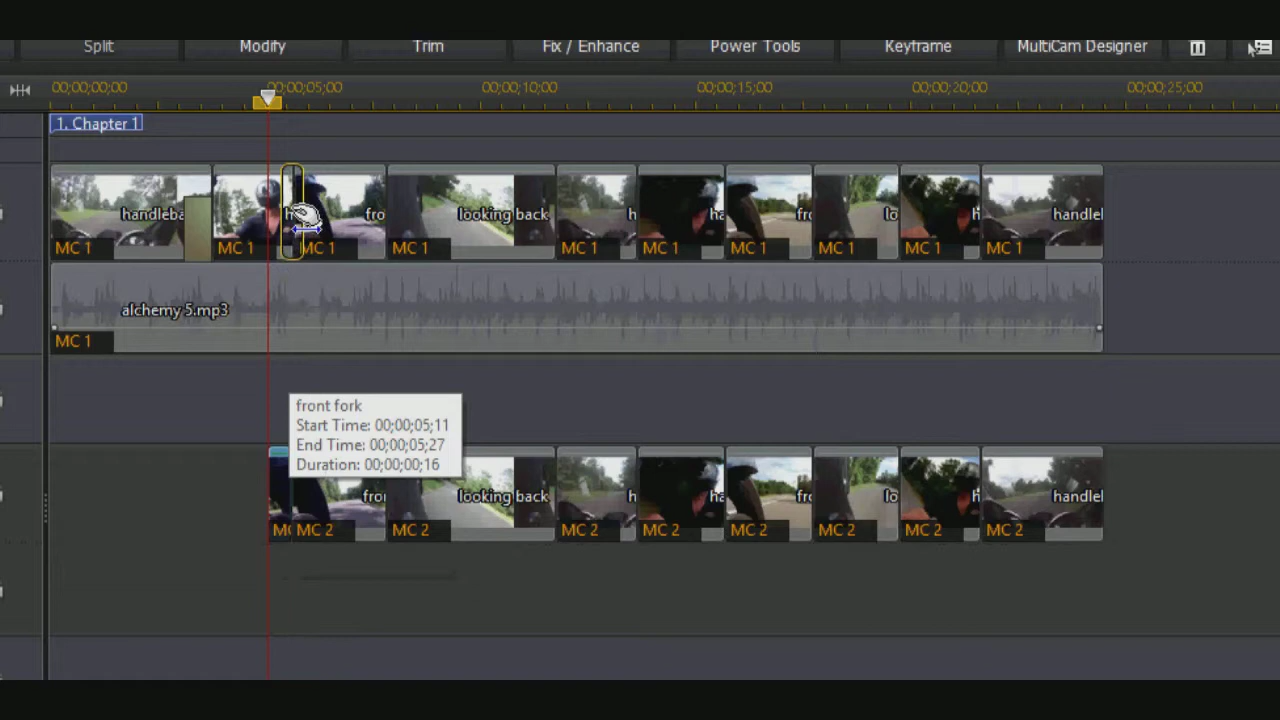 Split Modify Trim Fix / Enhance Power Tools Keyframe MultiCam Designer
00;00;00;00 00;00;05;00 00;00;10;00 00;00;15;00 00;00;20;00 00;00;25;00
1. Chapter 1
handleba fro looking back h ha fro lo h handlel
MC 1 MC 1 MC 1 MC 1 MC 1 MC 1 MC 1 MC 1 MC 1 MC 1
alchemy 5.mp3
MC 1
front fork
Start Time: 00;00;05;11
End Time: 00;00;05;27
Duration: 00;00;00;16
fro looking back h ha fro lo h handlel
MC 2 MC 2 MC 2 MC 2 MC 2 MC 2 MC 2 MC 2